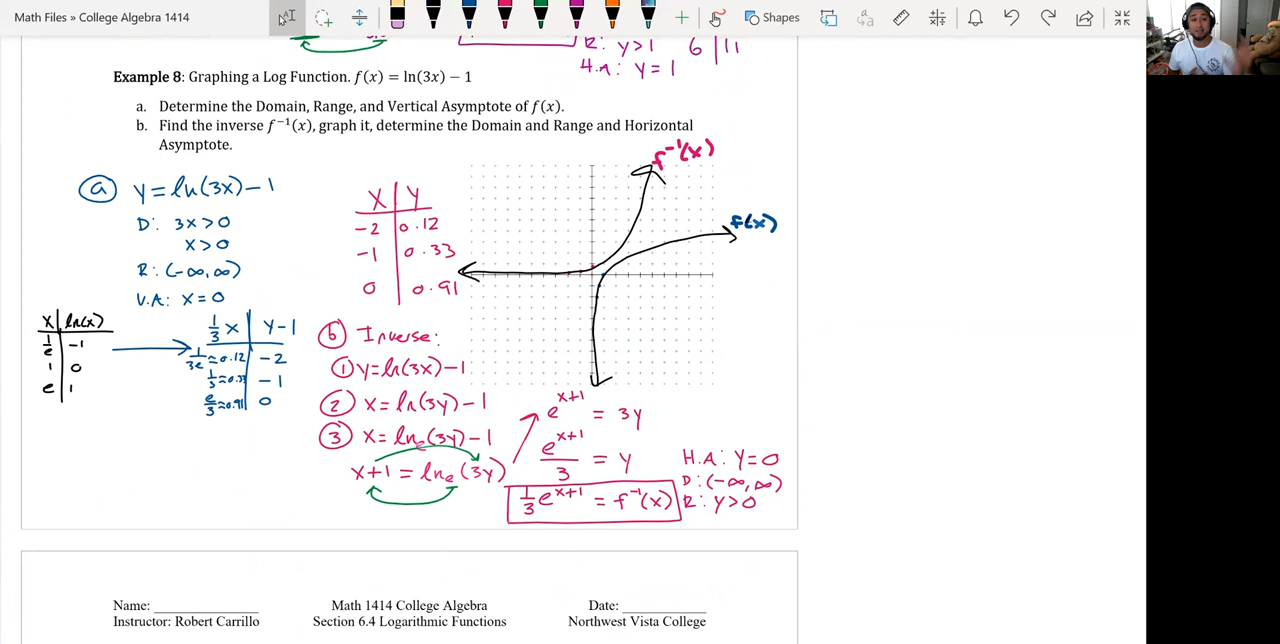 Math Files » College Algebra 1414
Shapes
R: y>1 6 | 11
H.A: y=1
Example 8: Graphing a Log Function. f(x) = ln(3x) − 1
a. Determine the Domain, Range, and Vertical Asymptote of f(x).
b. Find the inverse f⁻¹(x), graph it, determine the Domain and Range and Horizontal
Asymptote.
f⁻¹(x)
f(x)
a y=ln(3x)-1
D: 3x>0
x>0
R: (-∞,∞)
V.A: x=0
x | ln(x)
1/e | -1
1 | 0
e | 1
1/3 x | y-1
1/3e ≈0.12 | -2
1/3 ≈0.33 | -1
e/3 ≈0.91 | 0
x | y
-2 | 0.12
-1 | 0.33
0 | 0.91
b Inverse:
1 y=ln(3x)-1
2 x=ln(3y)-1
3 x=lnₑ(3y)-1
x+1=lnₑ(3y)
e^(x+1) = 3y
e^(x+1)/3 = y
1/3 e^(x+1) = f⁻¹(x)
H.A: y=0
D: (-∞,∞)
R: y>0
Name: ______________ Math 1414 College Algebra Date: ____________
Instructor: Robert Carrillo Section 6.4 Logarithmic Functions Northwest Vista College